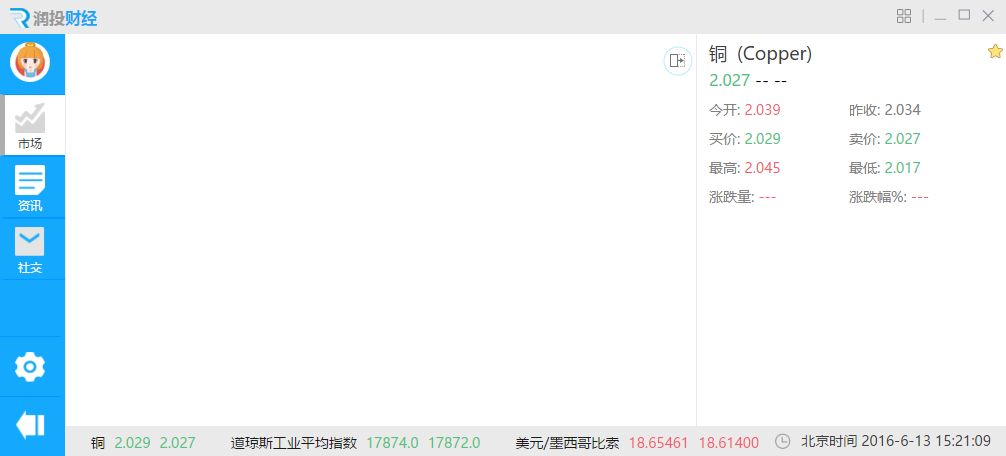 润投财经
市场
资讯
社交
铜 (Copper)
2.027 -- --
今开: 2.039 昨收: 2.034
买价: 2.029 卖价: 2.027
最高: 2.045 最低: 2.017
涨跌量: --- 涨跌幅%: ---
铜 2.029 2.027 道琼斯工业平均指数 17874.0 17872.0 美元/墨西哥比索 18.65461 18.61400 北京时间 2016-6-13 15:21:09